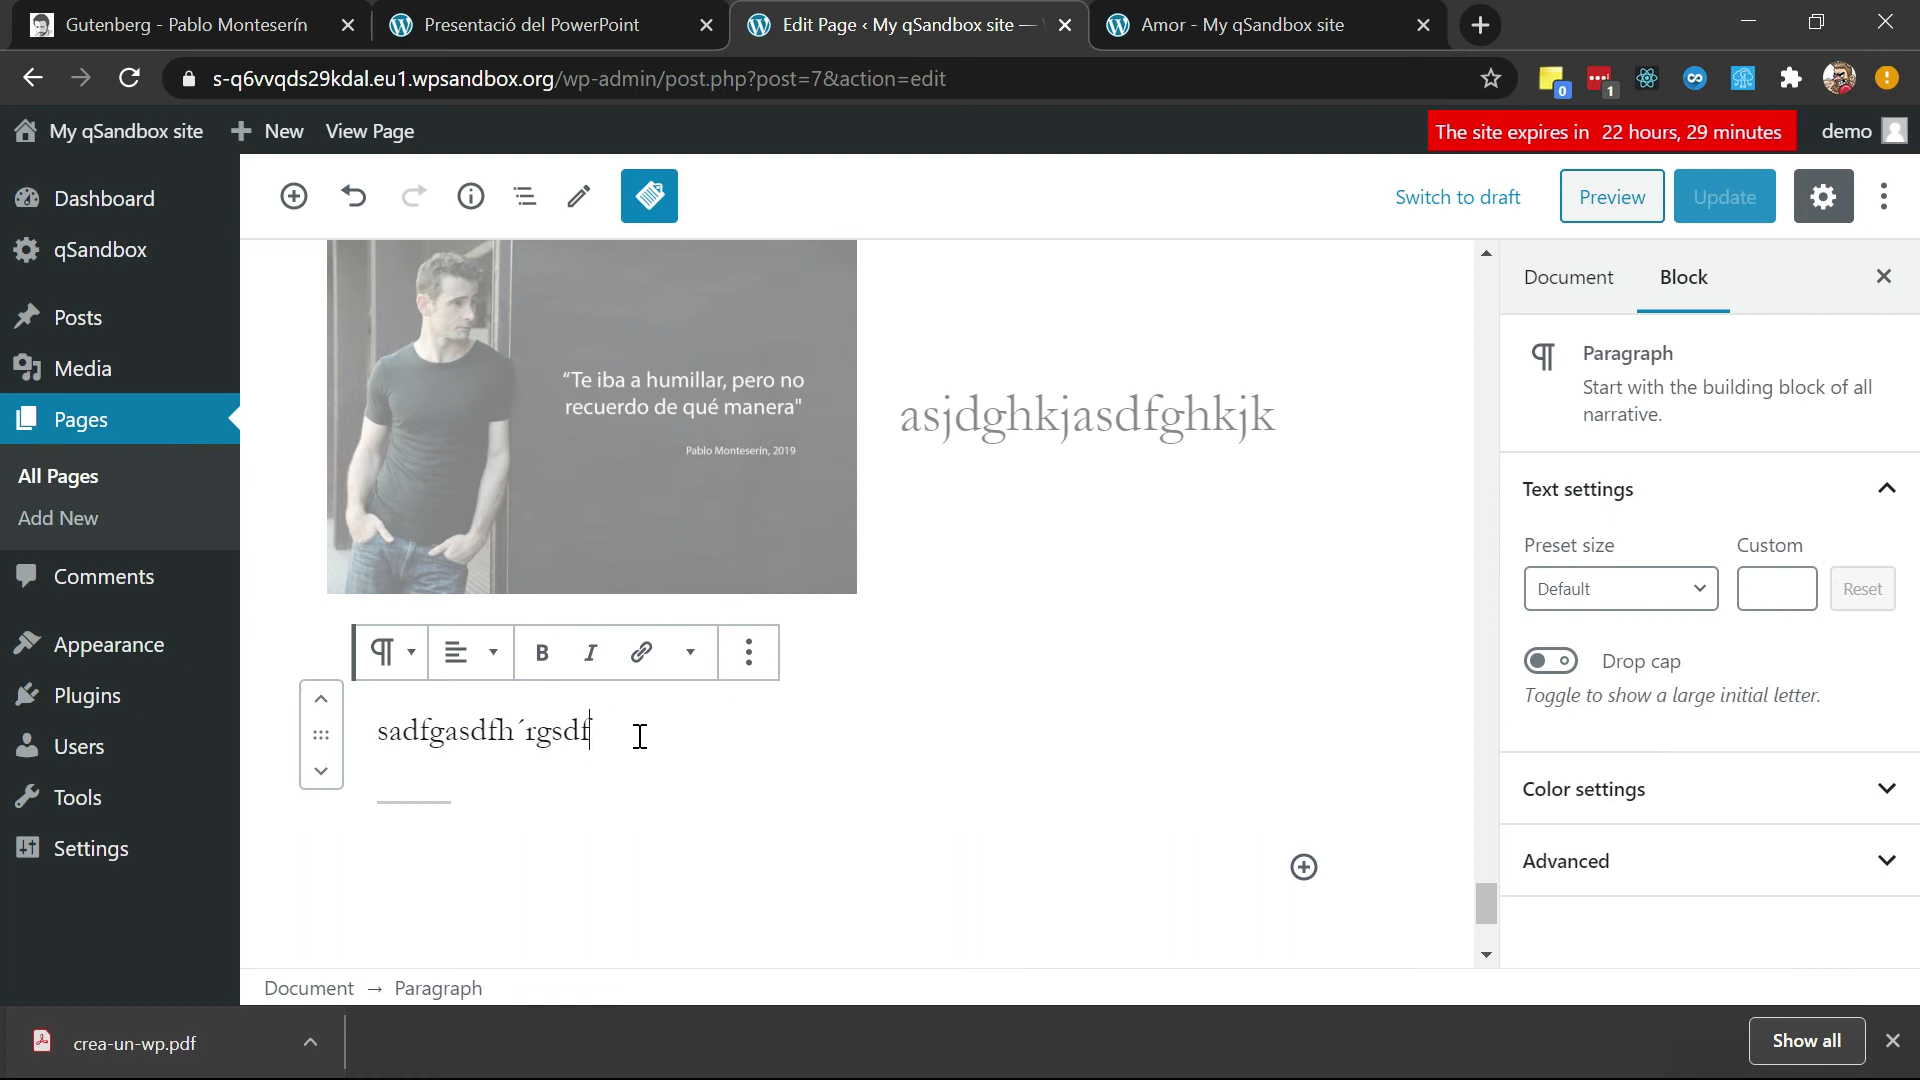 Gutenberg - Pablo Monteserín
Presentació del PowerPoint
Edit Page ‹ My qSandbox site —
Amor - My qSandbox site
s-q6vvqds29kdal.eu1.wpsandbox.org/wp-admin/post.php?post=7&action=edit
0
1
My qSandbox site
New
View Page
The site expires in 22 hours, 29 minutes
demo
Dashboard
qSandbox
Posts
Media
Pages
All Pages
Add New
Comments
Appearance
Plugins
Users
Tools
Settings
Switch to draft
Preview
Update
“Te iba a humillar, pero no
recuerdo de qué manera"
Pablo Monteserín, 2019
asjdghkjasdfghkjk
B I
sadfgasdfh´rgsdf
Document
Block
Paragraph
Start with the building block of all
narrative.
Text settings
Preset size
Custom
Default
Reset
Drop cap
Toggle to show a large initial letter.
Color settings
Advanced
Document → Paragraph
crea-un-wp.pdf
Show all